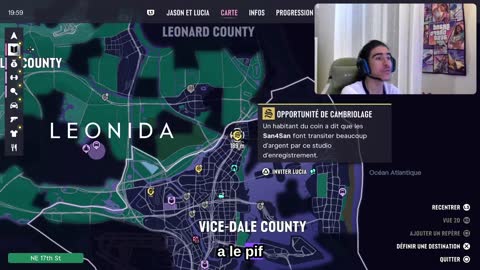 19:59
JASON ET LUCIA CARTE INFOS PROGRESSION
LEONARD COUNTY
COUNTY
LEONIDA
189 m
OPPORTUNITÉ DE CAMBRIOLAGE
Un habitant du coin a dit que les
San4San font transiter beaucoup
d'argent par ce studio
d'enregistrement.
INVITER LUCIA
Océan Atlantique
VICE-DALE COUNTY
RECENTRER
VUE 2D
AJOUTER UN REPÈRE
DÉFINIR UNE DESTINATION
QUITTER
NE 17th St
a le pif